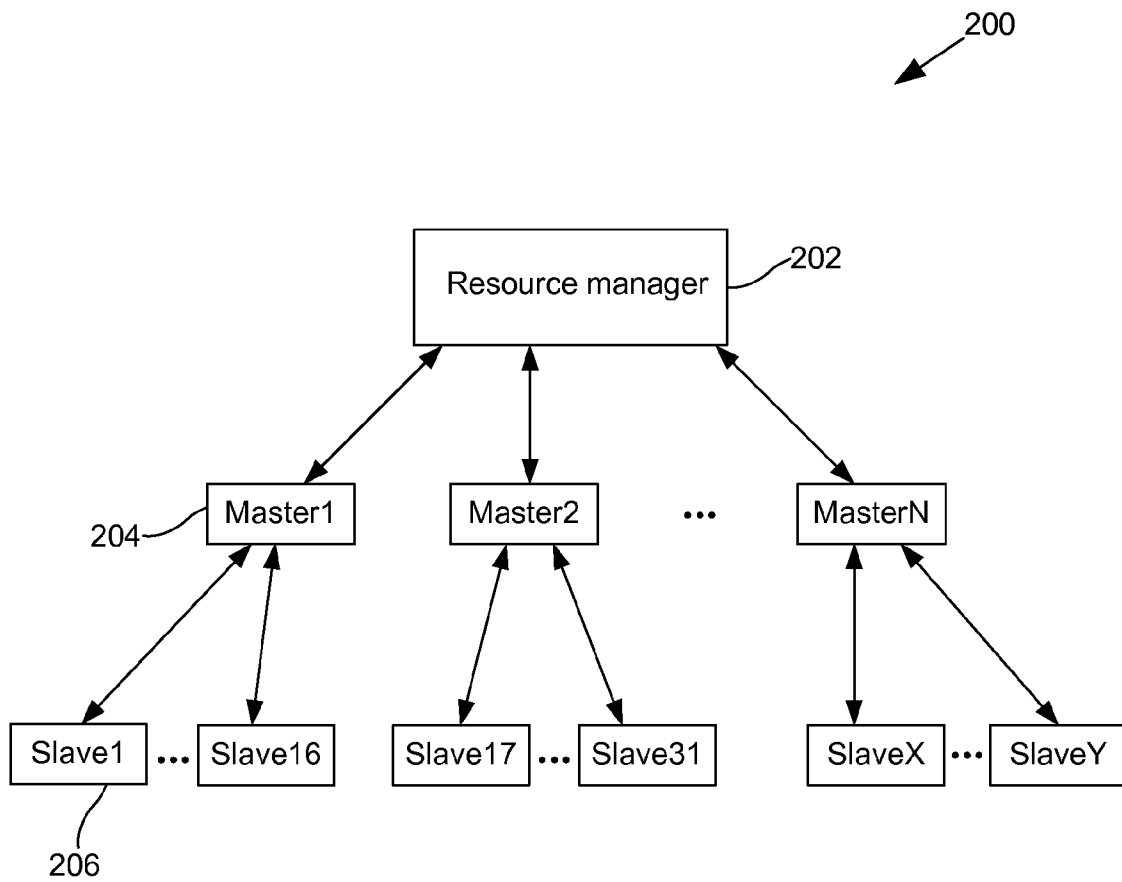 200
Resource manager
202
Master1
Master2
...
MasterN
204
Slave1
...
Slave16
Slave17
...
Slave31
SlaveX
...
SlaveY
206